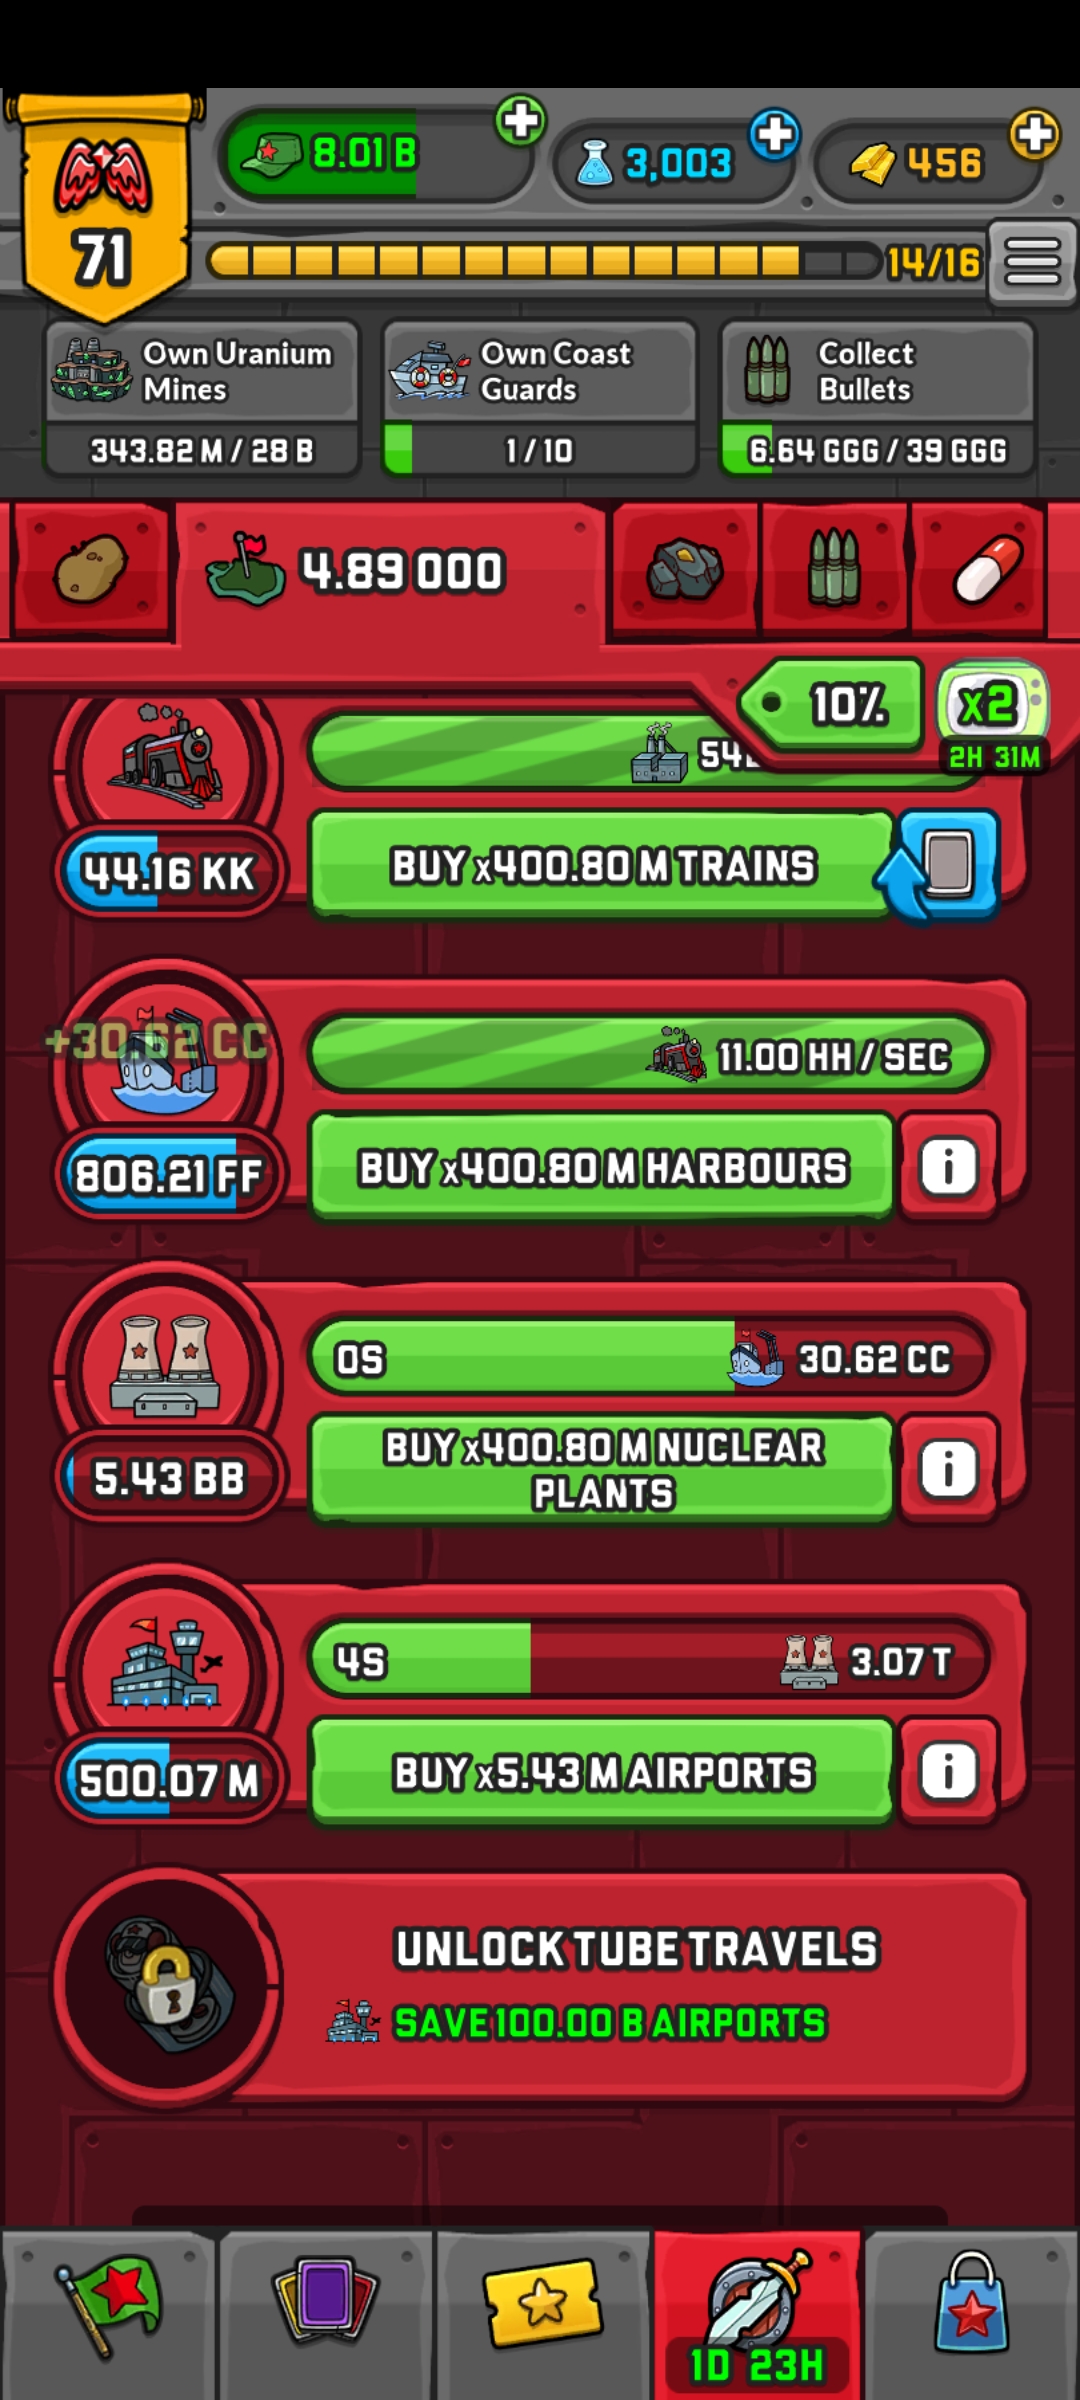 8.01 B
3,003
456
71
14/16
Own Uranium
Mines
343.82 M / 28 B
Own Coast
Guards
1 / 10
Collect
Bullets
6.64 GGG / 39 GGG
4.89 OOO
10%
x2
2H 31M
44.16 KK
BUY x400.80 M TRAINS
+30.62 CC
11.00 HH / SEC
806.21 FF
BUY x400.80 M HARBOURS
0S
30.62 CC
5.43 BB
BUY x400.80 M NUCLEAR
PLANTS
4S
3.07 T
500.07 M
BUY x5.43 M AIRPORTS
UNLOCK TUBE TRAVELS
SAVE 100.00 B AIRPORTS
1D 23H